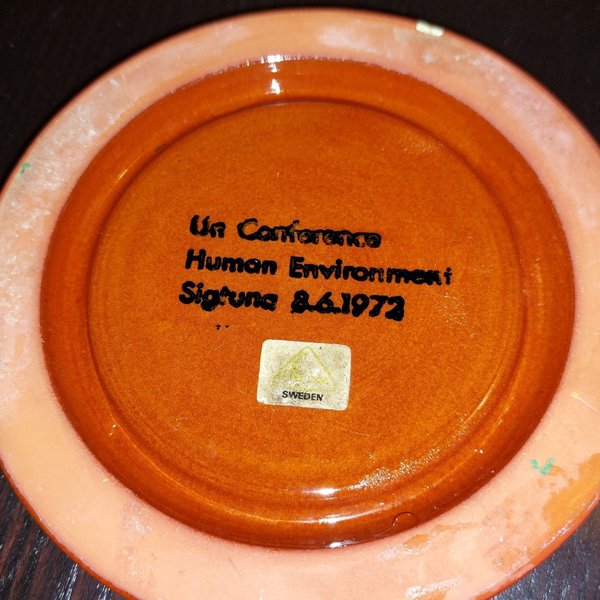 Un Conference
Human Environment
Sigtuna 8.6.1972
SWEDEN